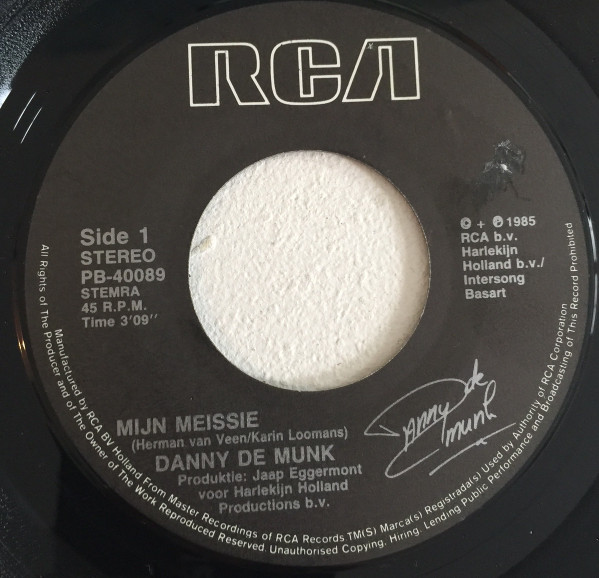 RCA
Side 1
STEREO
PB-40089
STEMRA
45 R.P.M.
Time 3'09"
© + ℗ 1985
RCA b.v.
Harlekijn
Holland b.v./
Intersong
Basart
MIJN MEISSIE
(Herman van Veen/Karin Loomans)
DANNY DE MUNK
Produktie: Jaap Eggermont
voor Harlekijn Holland
Productions b.v.
Danny de
munk
Manufactured by RCA BV Holland From Master Recordings of RCA Records TM(S) Marca(s) Registrada(s) Used by Authority of RCA Corporation
All Rights of The Producer and of The Owner of The Work Reproduced Reserved. Unauthorised Copying, Hiring, Lending Public Performance and Broadcasting of This Record Prohibited